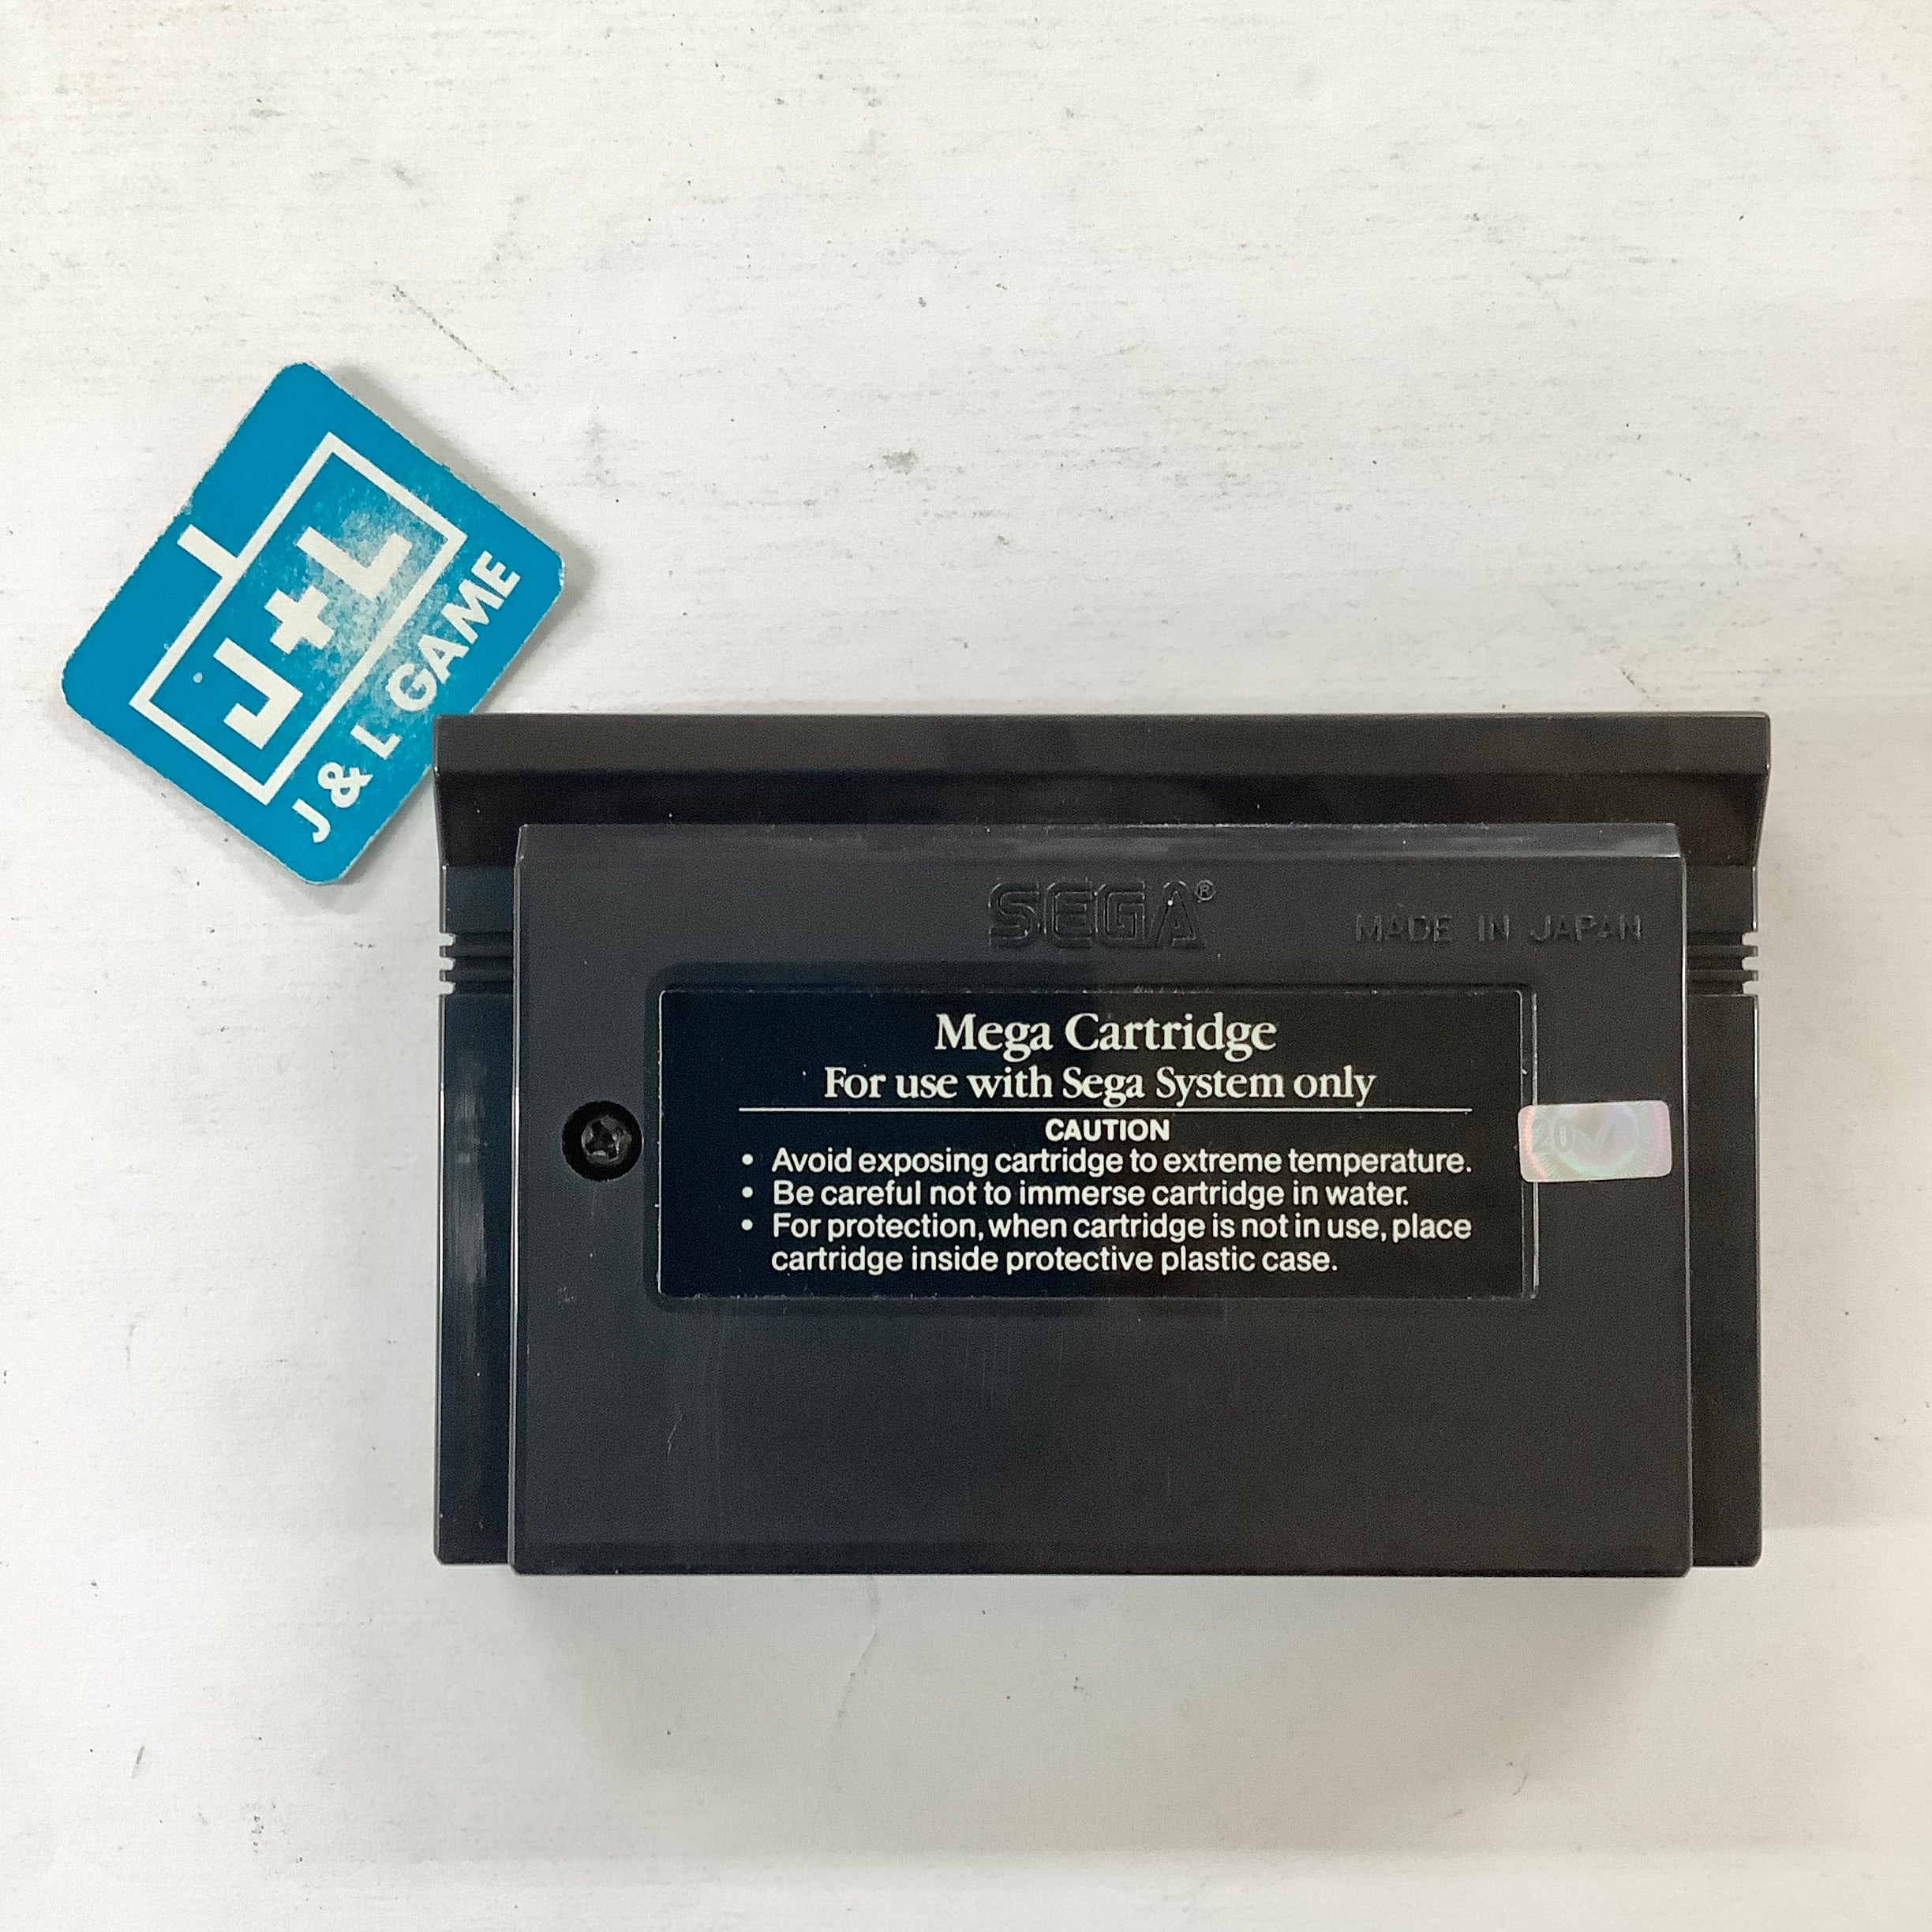 J+L
J & L GAME
SEGA®
MADE IN JAPAN
Mega Cartridge
For use with Sega System only
CAUTION
• Avoid exposing cartridge to extreme temperature.
• Be careful not to immerse cartridge in water.
• For protection, when cartridge is not in use, place
cartridge inside protective plastic case.
20